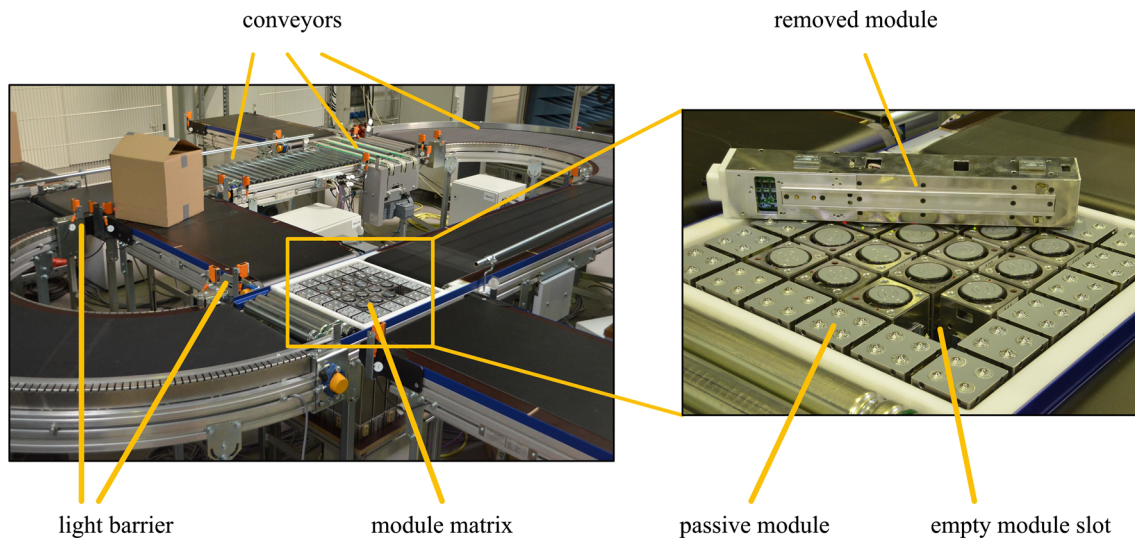 conveyors
removed module
light barrier
module matrix
passive module
empty module slot